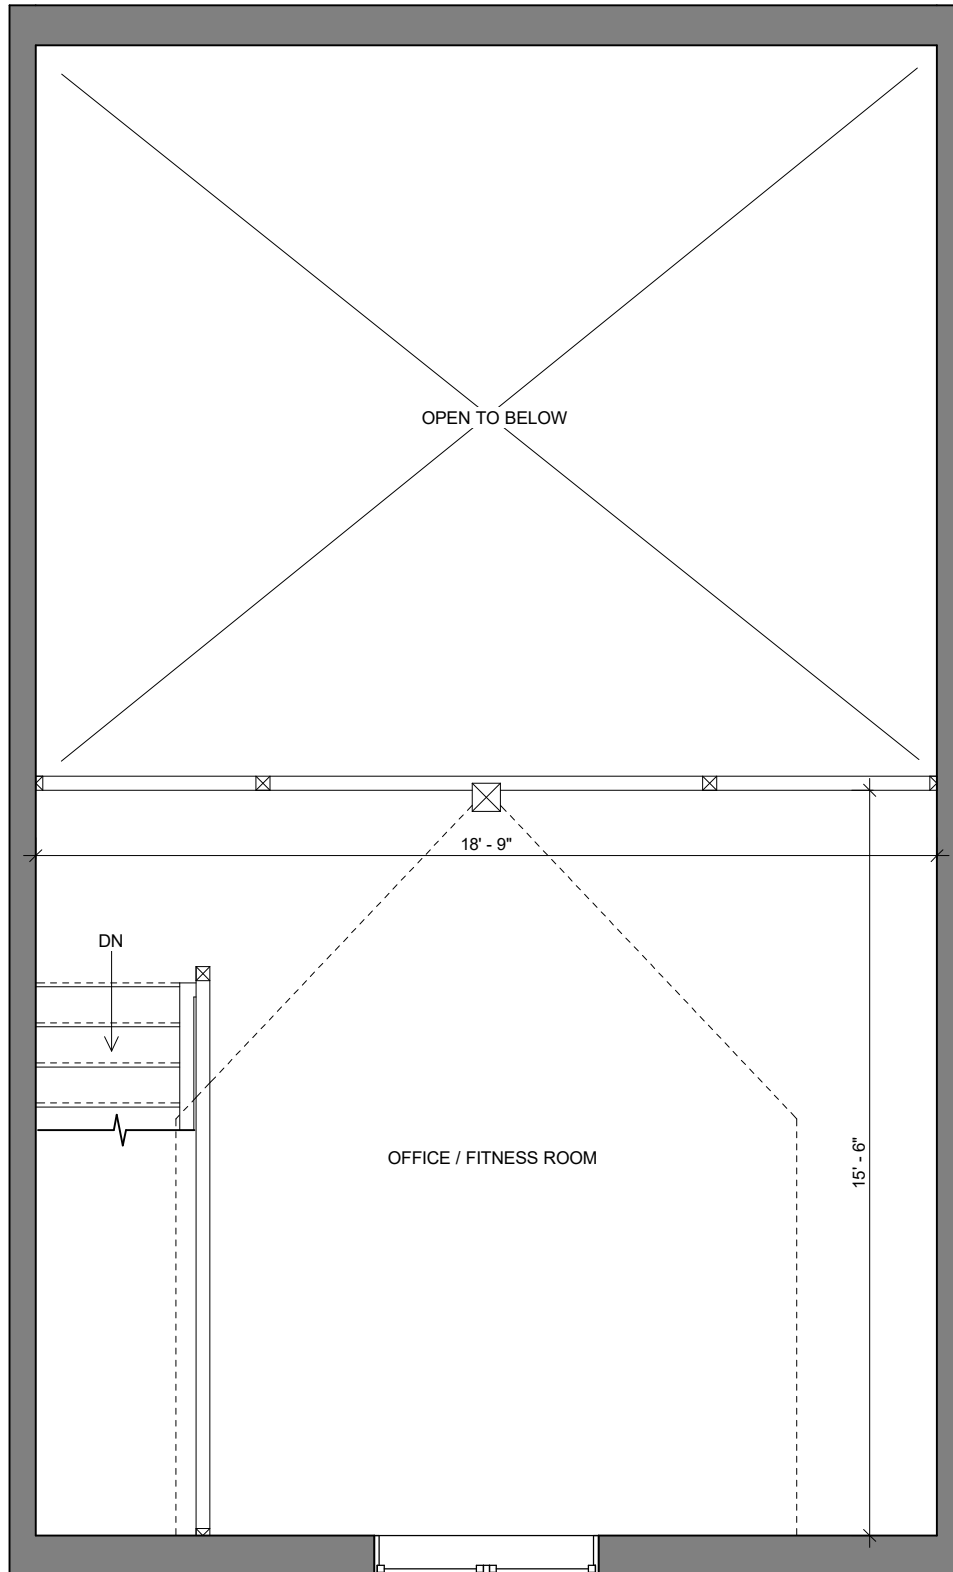 OPEN TO BELOW
18' - 9"
DN
OFFICE / FITNESS ROOM
15' - 6"